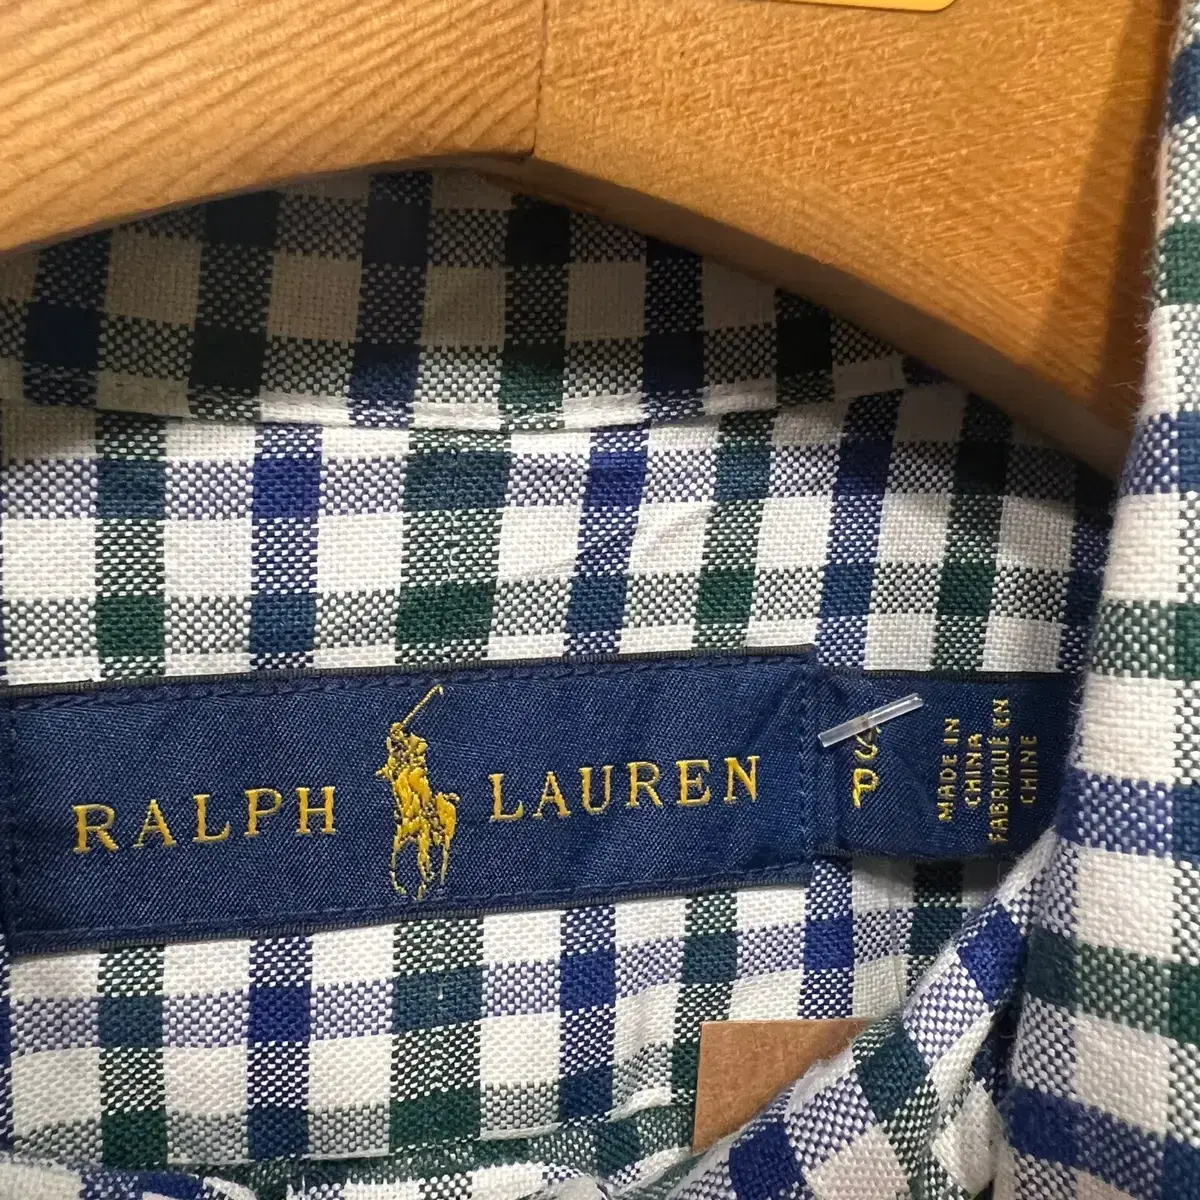 RALPH LAUREN
MADE IN
CHINA
FABRIQUÉ EN
CHINE